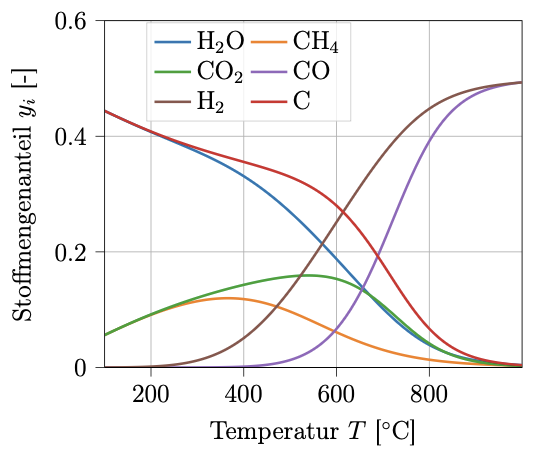 0.6
0.4
0.2
0
H₂O CH₄
CO₂ CO
H₂ C
Stoffmengenanteil yᵢ [-]
200 400 600 800
Temperatur T [°C]